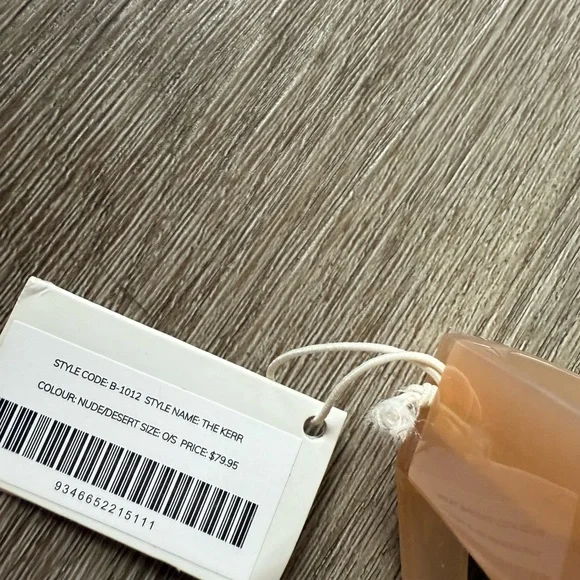 STYLE CODE: B-1012 STYLE NAME: THE KERR
COLOUR: NUDE/DESERT SIZE: O/S PRICE: $79.95
9346652215111